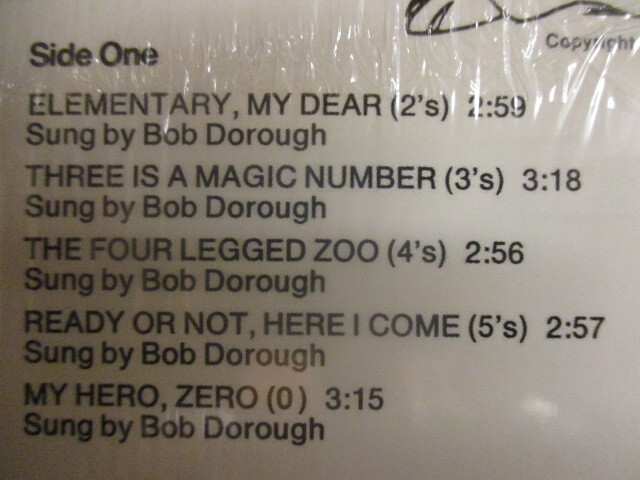 Copyright
Side One
ELEMENTARY, MY DEAR (2's) 2:59
Sung by Bob Dorough
THREE IS A MAGIC NUMBER (3's) 3:18
Sung by Bob Dorough
THE FOUR LEGGED ZOO (4's) 2:56
Sung by Bob Dorough
READY OR NOT, HERE I COME (5's) 2:57
Sung by Bob Dorough
MY HERO, ZERO (0) 3:15
Sung by Bob Dorough